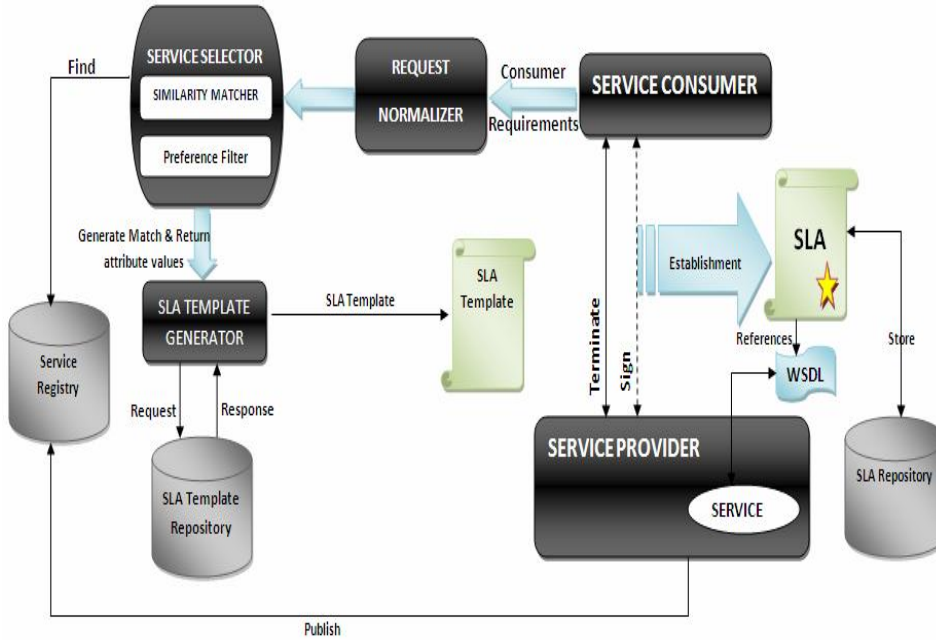 SERVICE SELECTOR
SIMILARITY MATCHER
Preference Filter
Find
REQUEST
NORMALIZER
Consumer
Requirements
SERVICE CONSUMER
Generate Match & Return
attribute values
SLA TEMPLATE
GENERATOR
SLA Template
SLA
Template
Establishment
SLA
References
WSDL
Store
Service
Registry
Request
Response
SLA Template
Repository
Terminate
Sign
SERVICE PROVIDER
SERVICE
SLA Repository
Publish